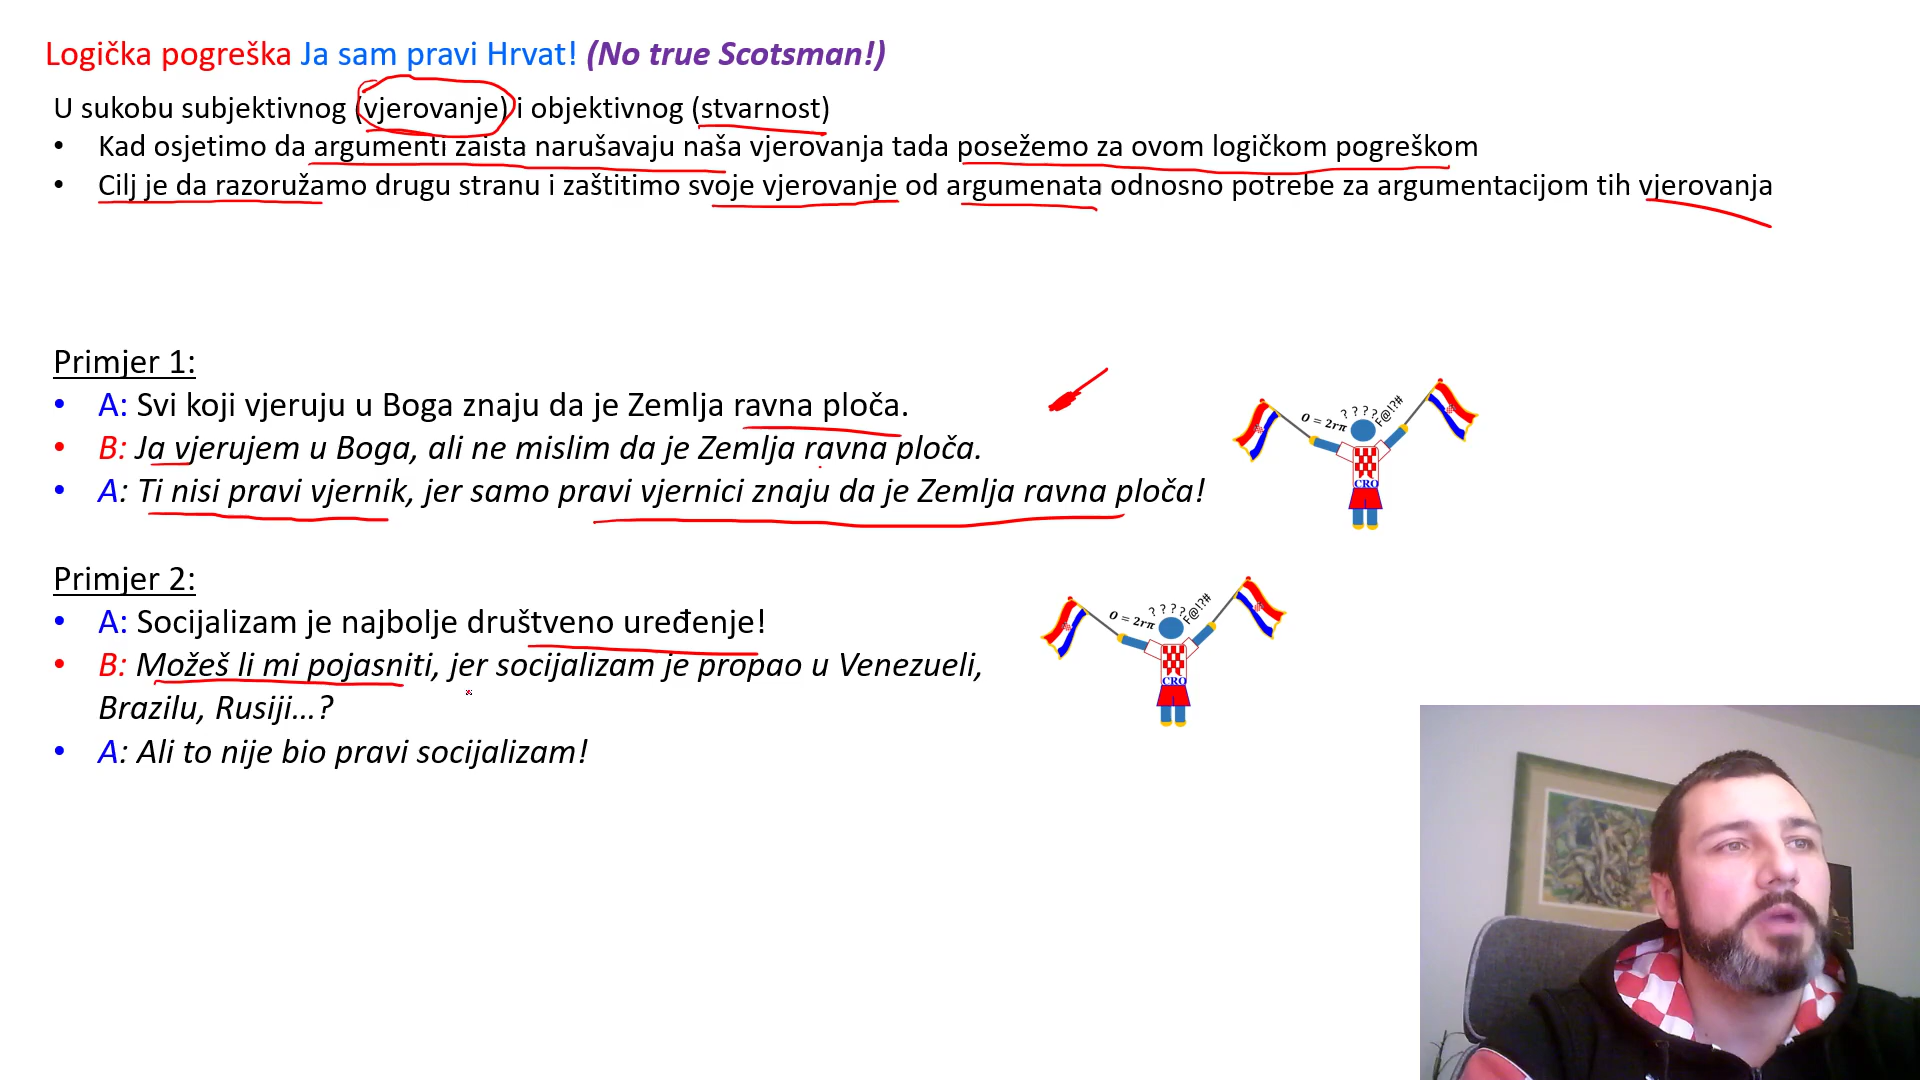 Logička pogreška Ja sam pravi Hrvat! (No true Scotsman!)
U sukobu subjektivnog (vjerovanje) i objektivnog (stvarnost)
• Kad osjetimo da argumenti zaista narušavaju naša vjerovanja tada posežemo za ovom logičkom pogreškom
• Cilj je da razoružamo drugu stranu i zaštitimo svoje vjerovanje od argumenata odnosno potrebe za argumentacijom tih vjerovanja
Primjer 1:
• A: Svi koji vjeruju u Boga znaju da je Zemlja ravna ploča.
• B: Ja vjerujem u Boga, ali ne mislim da je Zemlja ravna ploča.
• A: Ti nisi pravi vjernik, jer samo pravi vjernici znaju da je Zemlja ravna ploča!
O = 2rπ ? ? ? ? F@!?#
CRO
Primjer 2:
• A: Socijalizam je najbolje društveno uređenje!
• B: Možeš li mi pojasniti, jer socijalizam je propao u Venezueli,
Brazilu, Rusiji...?
• A: Ali to nije bio pravi socijalizam!
O = 2rπ ? ? ? ? F@!?#
CRO